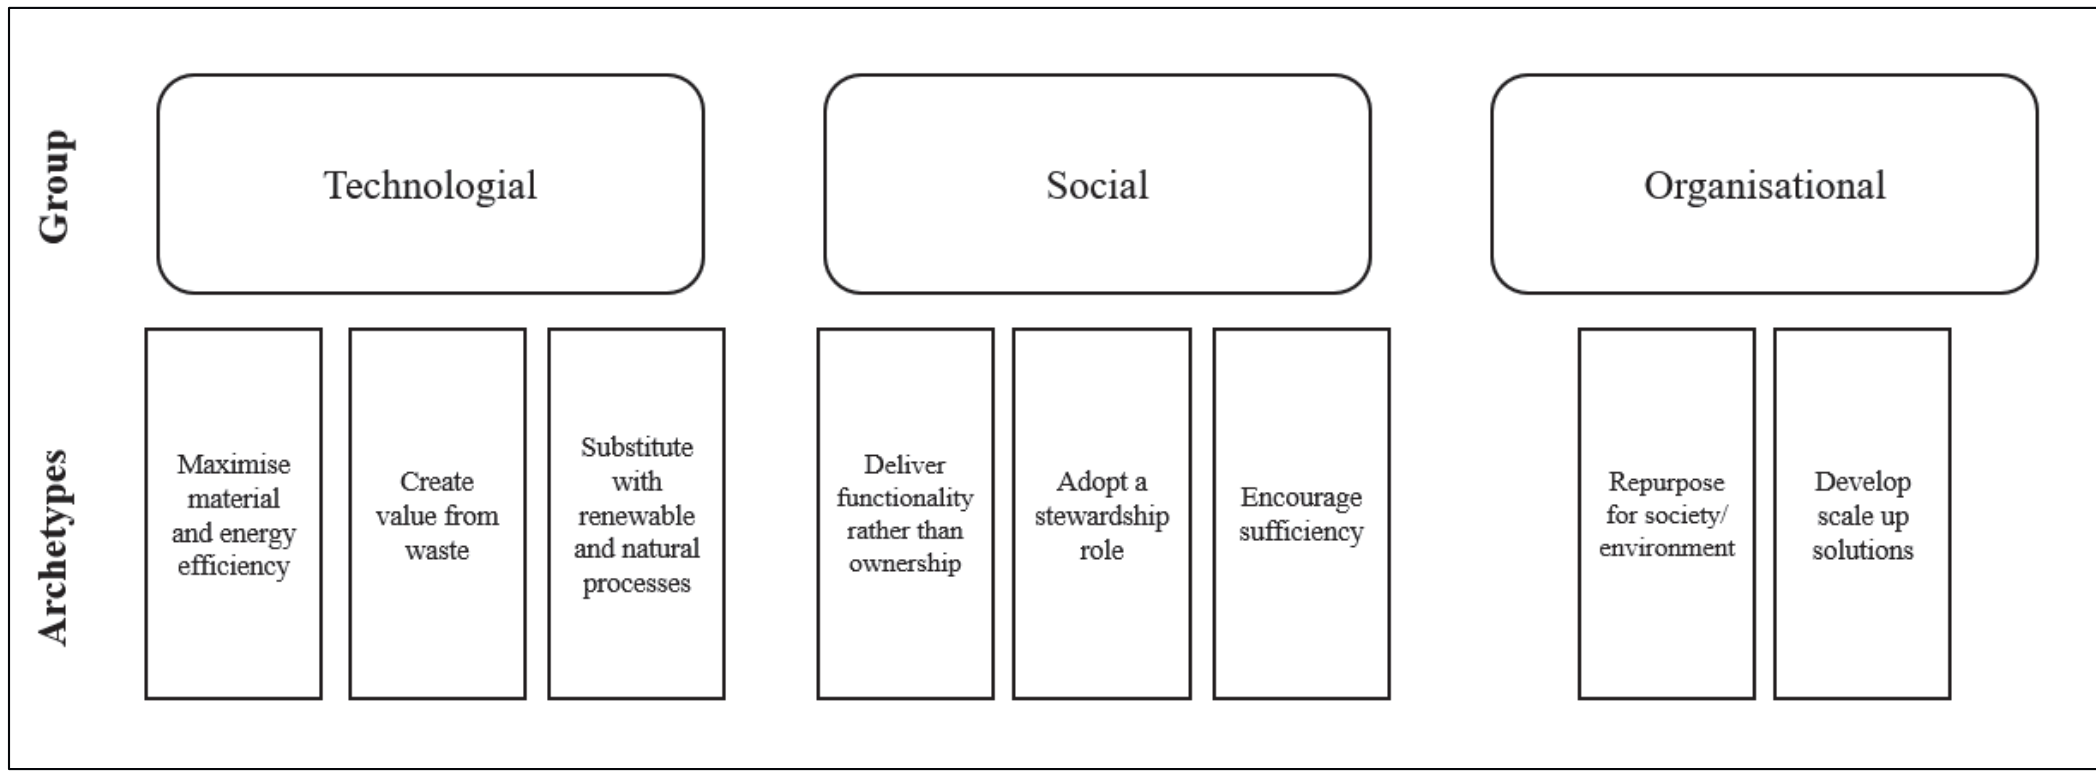 Group
Technologial
Social
Organisational
Archetypes
Maximise
material
and energy
efficiency
Create
value from
waste
Substitute
with
renewable
and natural
processes
Deliver
functionality
rather than
ownership
Adopt a
stewardship
role
Encourage
sufficiency
Repurpose
for society/
environment
Develop
scale up
solutions